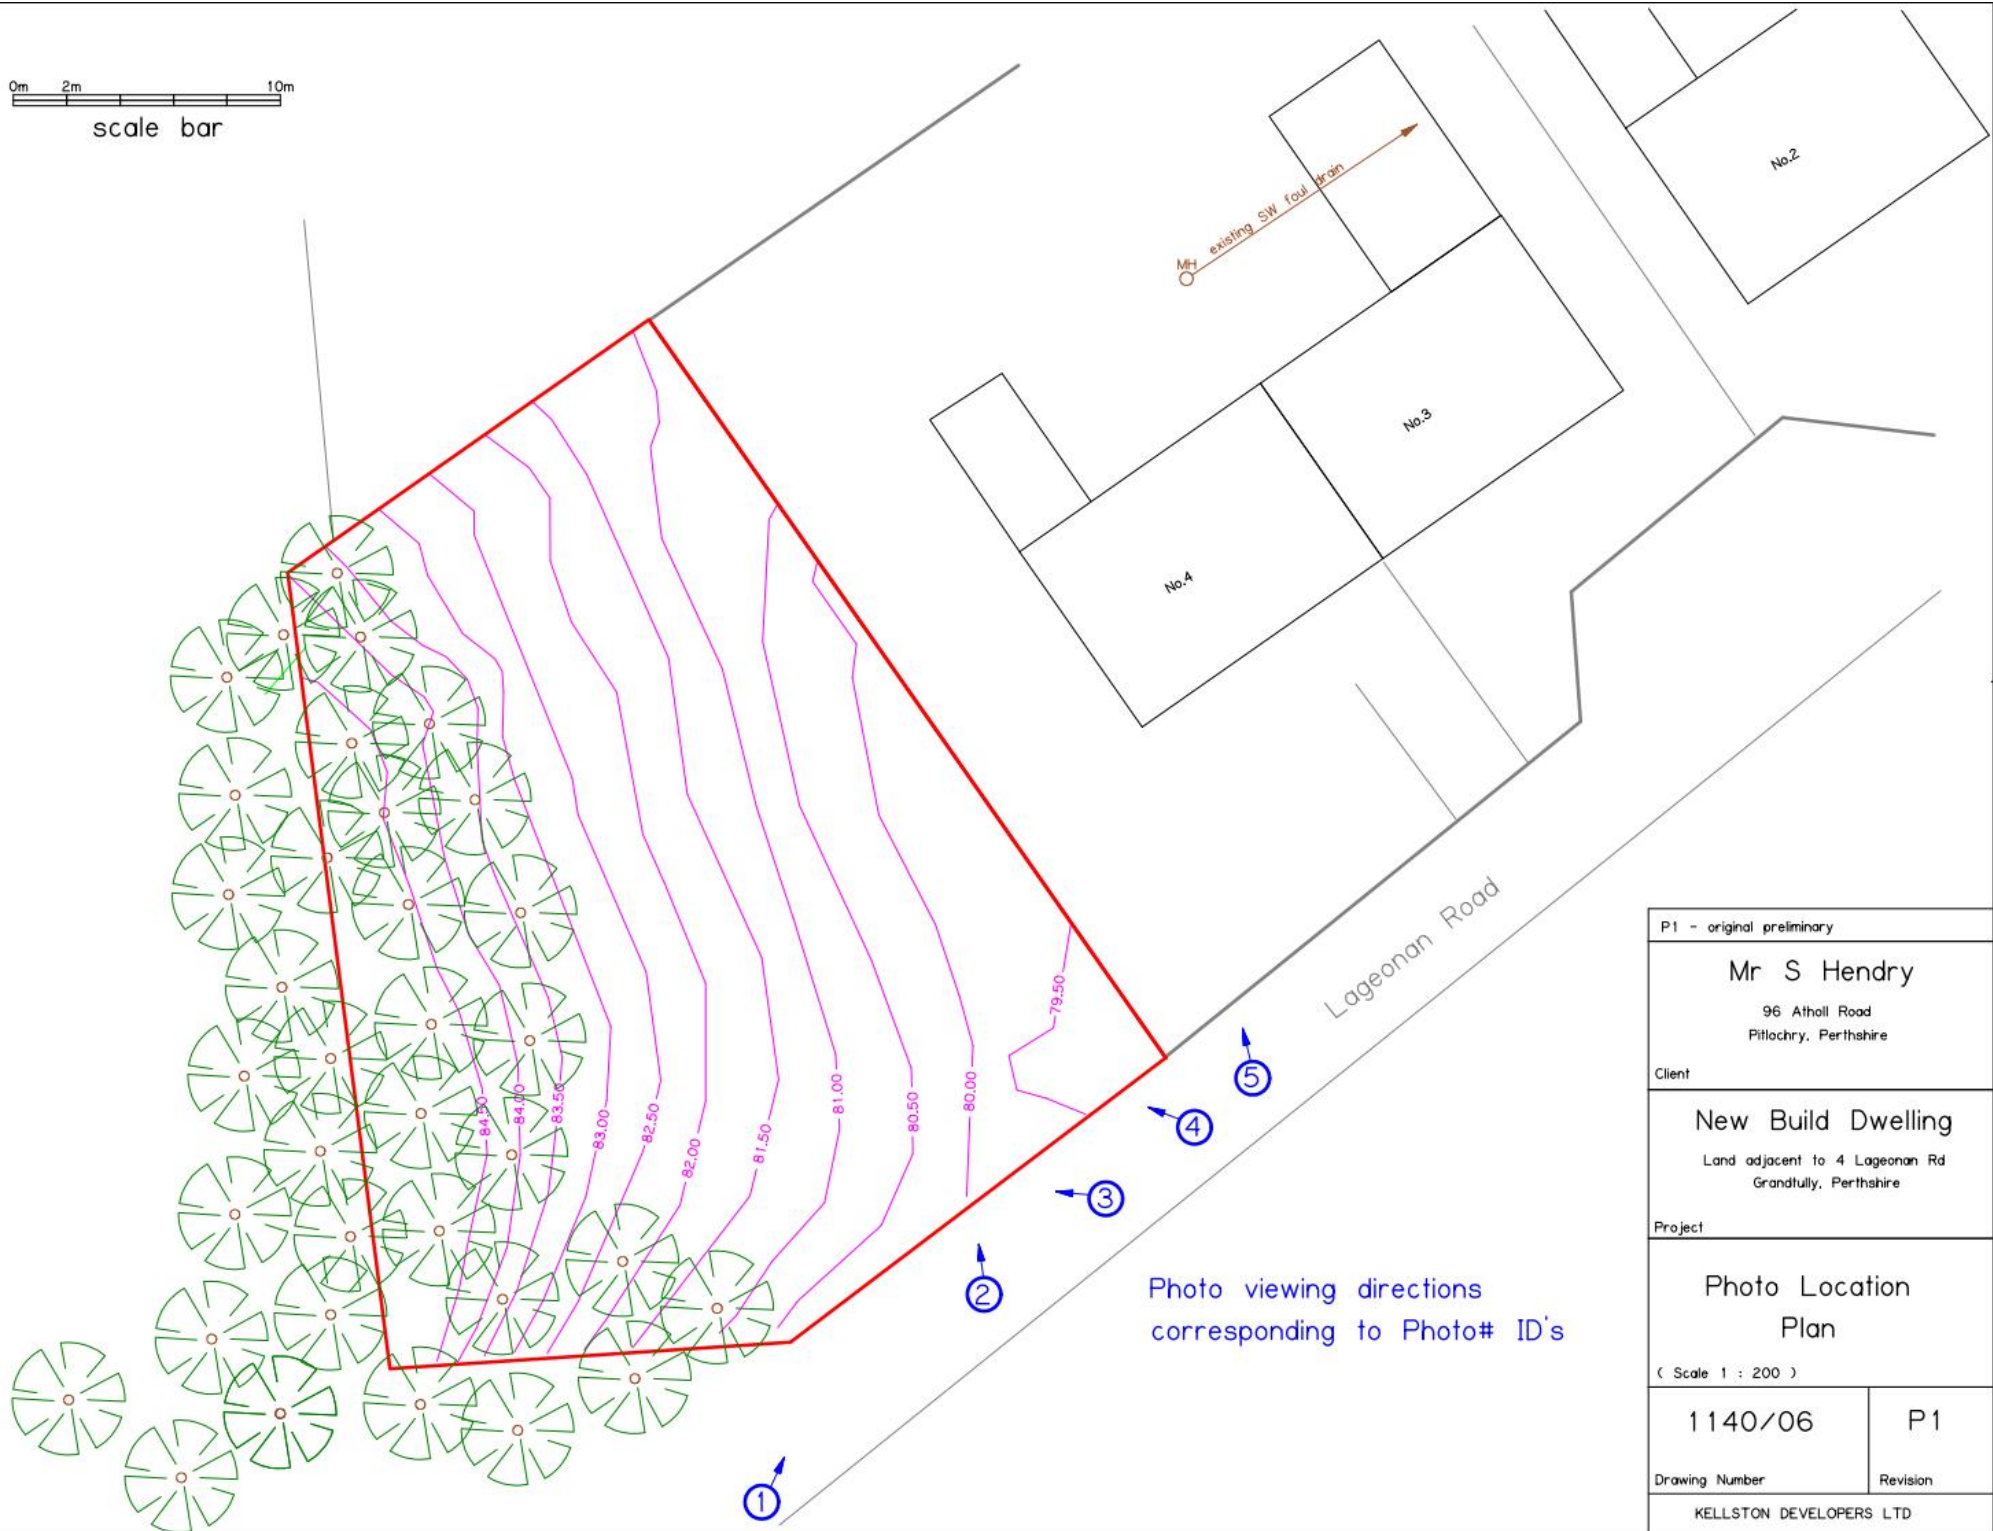 0m 2m 10m
scale bar
No.2
existing SW foul drain
MH
No.3
No.4
Lageonan Road
79.50
80.00
80.50
81.00
81.50
82.00
82.50
83.00
83.50
84.00
84.50
5
4
3
2
1
Photo viewing directions
corresponding to Photo# ID's
P1 - original preliminary
Mr S Hendry
96 Atholl Road
Pitlochry, Perthshire
Client
New Build Dwelling
Land adjacent to 4 Lageonan Rd
Grandtully, Perthshire
Project
Photo Location
Plan
( Scale 1 : 200 )
1140/06
Drawing Number
P1
Revision
KELLSTON DEVELOPERS LTD